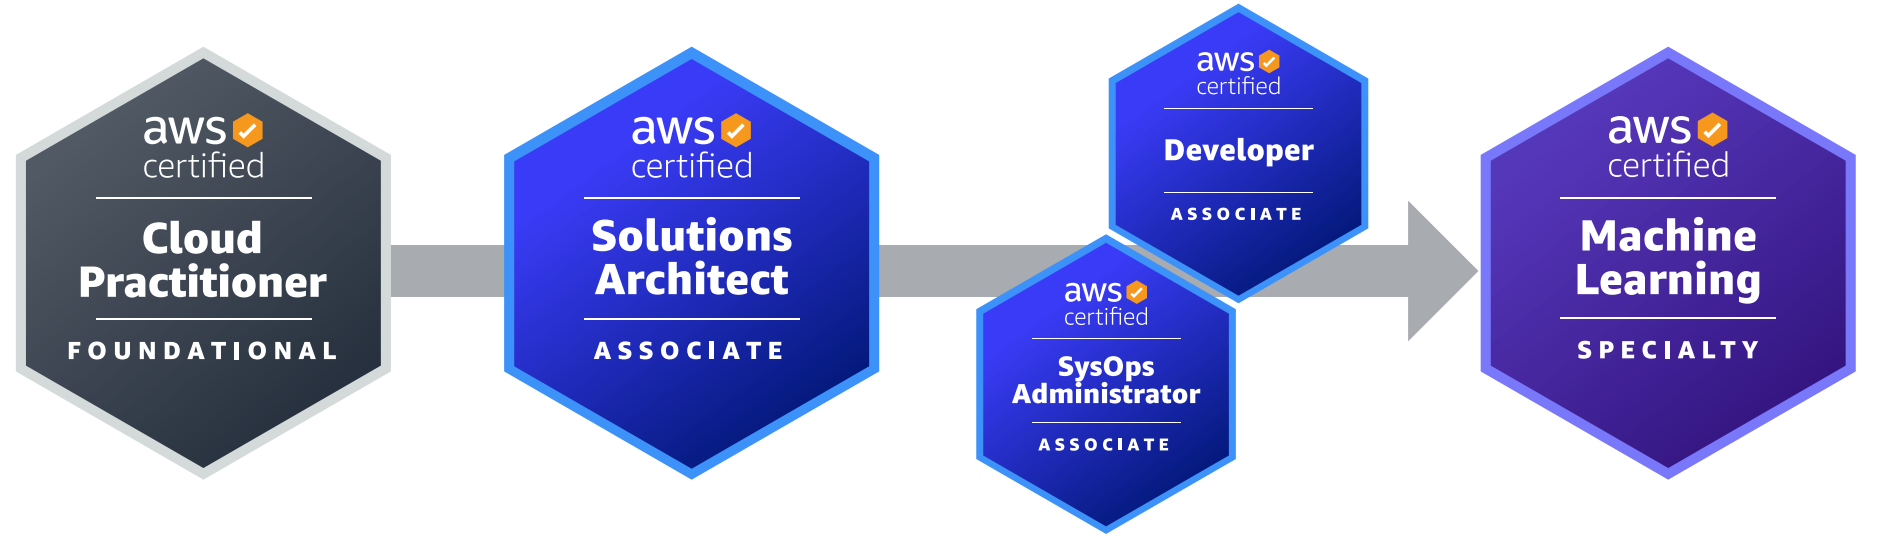 aws
certified
Cloud
Practitioner
FOUNDATIONAL
aws
certified
Solutions
Architect
ASSOCIATE
aws
certified
Developer
ASSOCIATE
aws
certified
SysOps
Administrator
ASSOCIATE
aws
certified
Machine
Learning
SPECIALTY